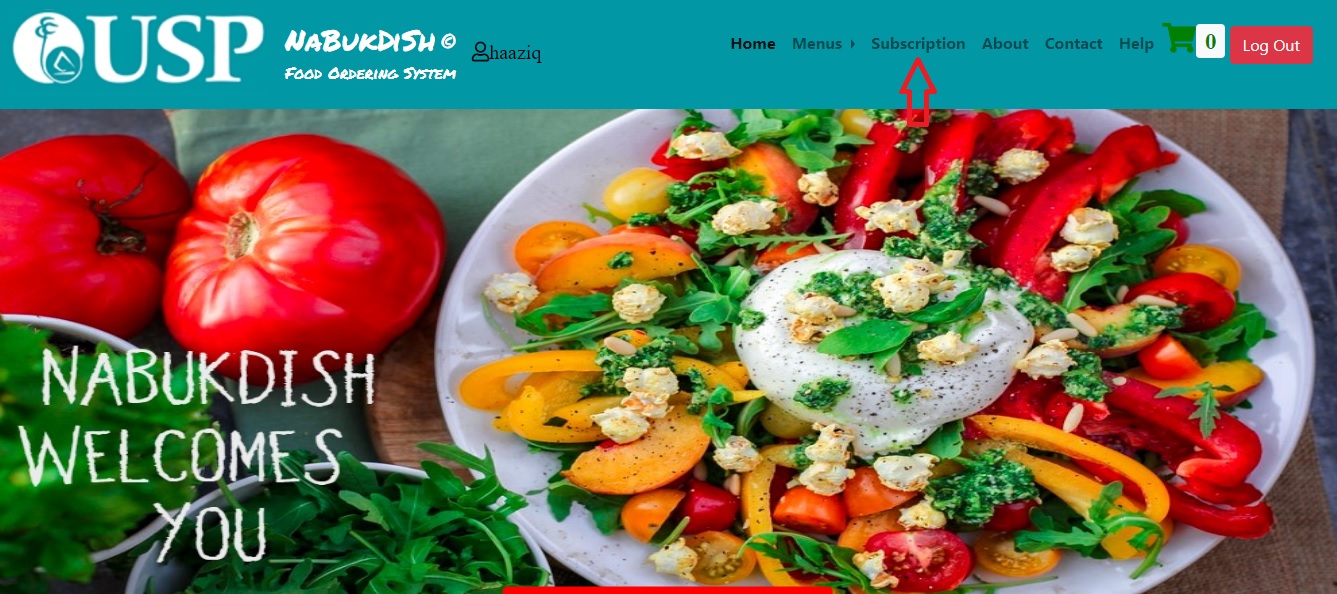 USP
NaBukDiSh ©
Food Ordering System
haaziq
Home Menus Subscription About Contact Help 0 Log Out
NABUKDISH
WELCOMES
YOU